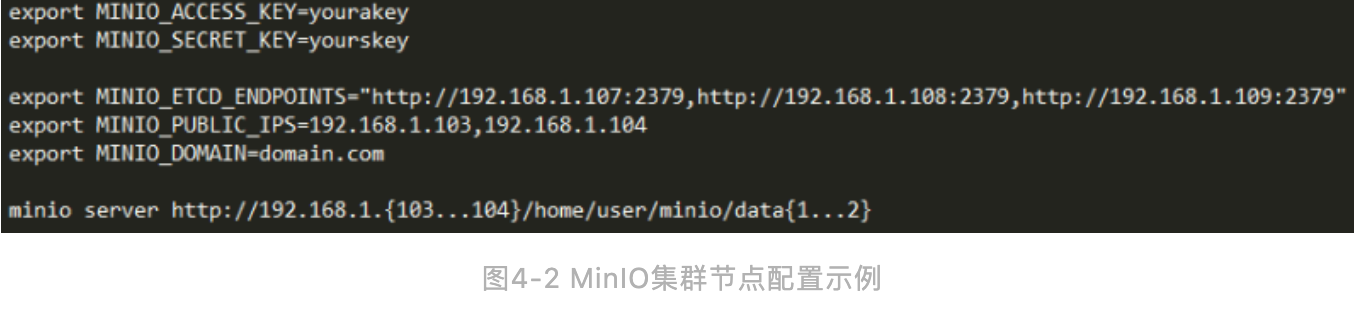 export MINIO_ACCESS_KEY=yourakey
export MINIO_SECRET_KEY=yourskey
export MINIO_ETCD_ENDPOINTS="http://192.168.1.107:2379,http://192.168.1.108:2379,http://192.168.1.109:2379"
export MINIO_PUBLIC_IPS=192.168.1.103,192.168.1.104
export MINIO_DOMAIN=domain.com
minio server http://192.168.1.{103...104}/home/user/minio/data{1...2}
图4-2 MinIO集群节点配置示例